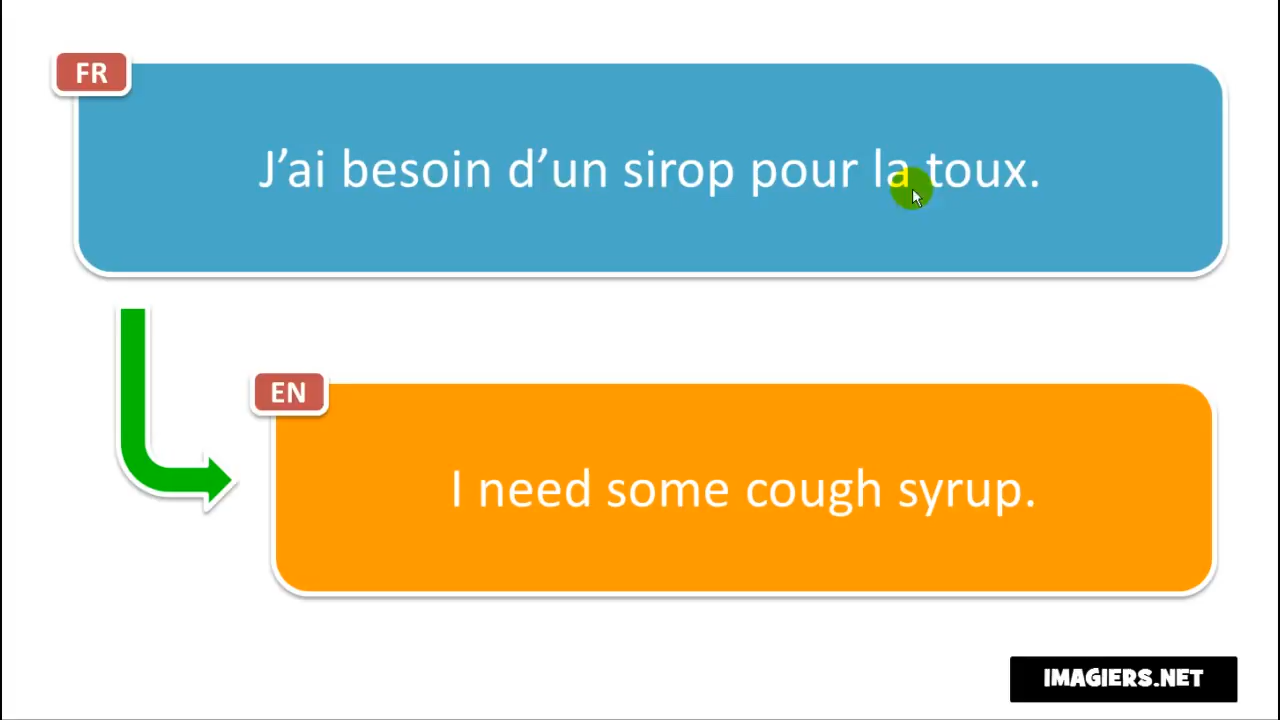 FR
J’ai besoin d’un sirop pour la toux.
EN
I need some cough syrup.
IMAGIERS.NET